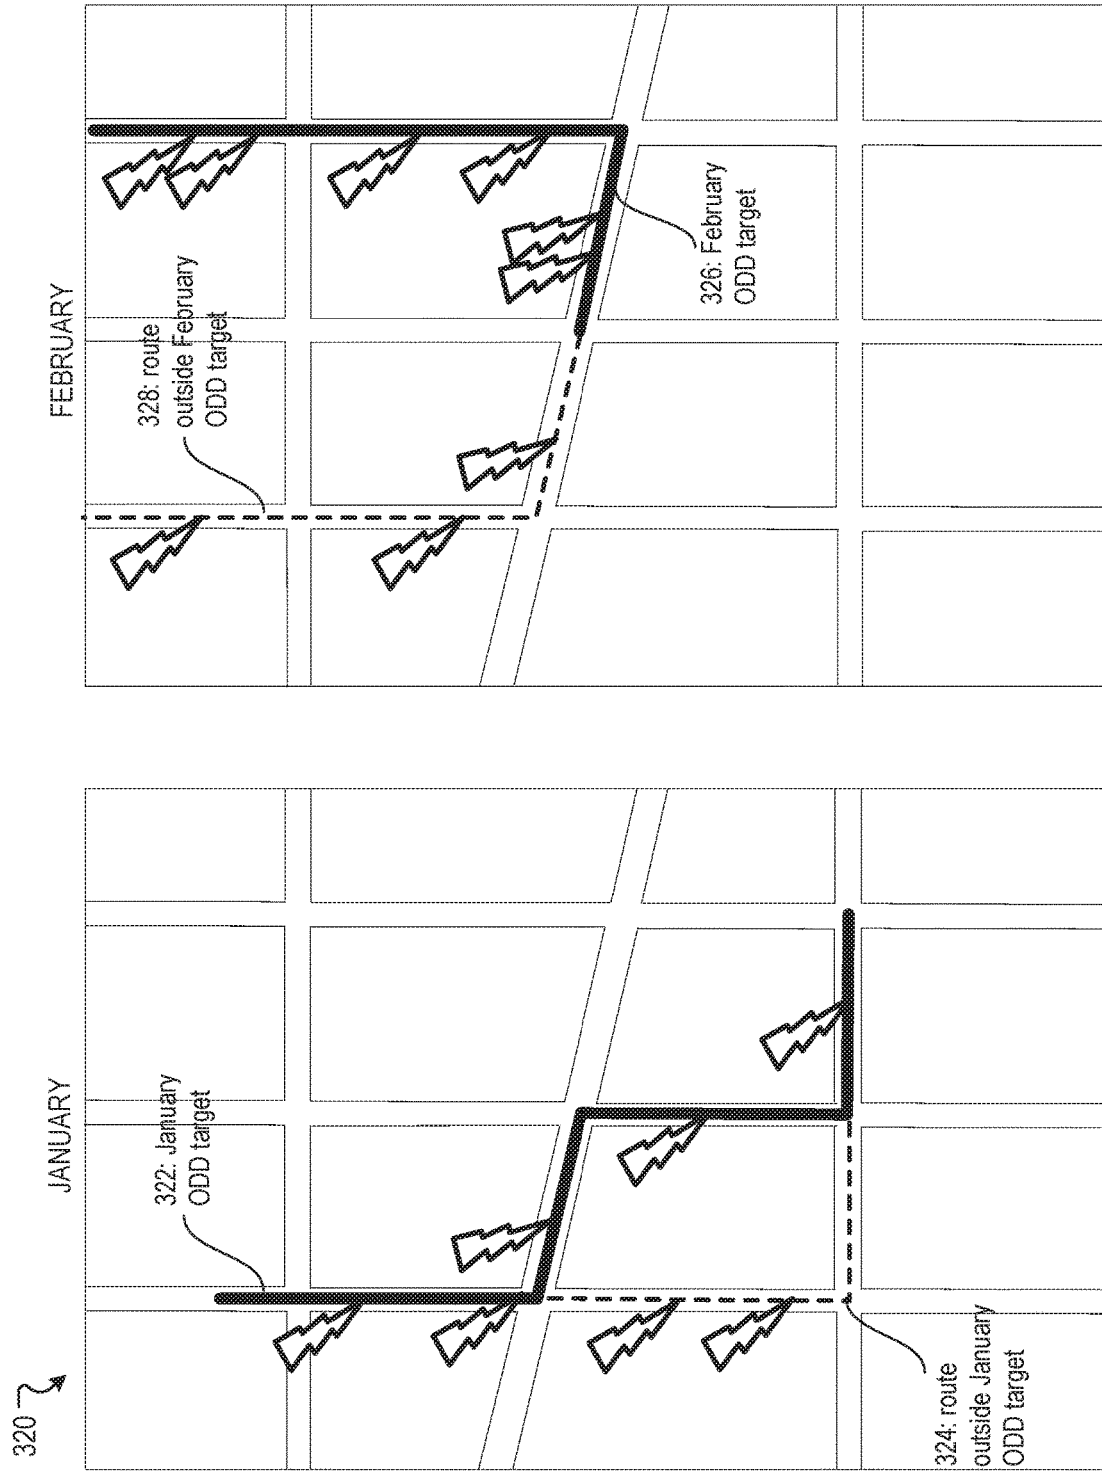 320
JANUARY
322: January
ODD target
324: route
outside January
ODD target
FEBRUARY
328: route
outside February
ODD target
326: February
ODD target